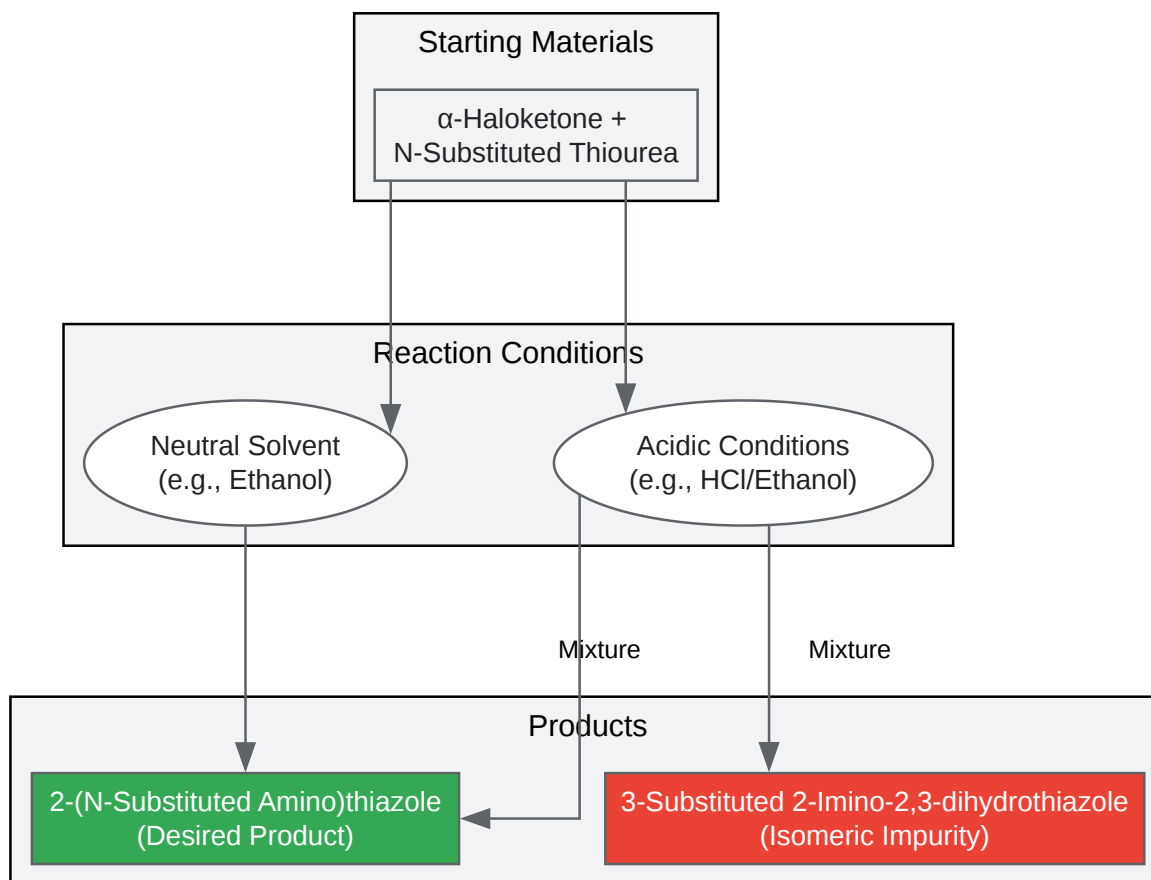 Starting Materials
α-Haloketone +
N-Substituted Thiourea
Reaction Conditions
Neutral Solvent
(e.g., Ethanol)
Acidic Conditions
(e.g., HCl/Ethanol)
Mixture
Mixture
Products
2-(N-Substituted Amino)thiazole
(Desired Product)
3-Substituted 2-Imino-2,3-dihydrothiazole
(Isomeric Impurity)